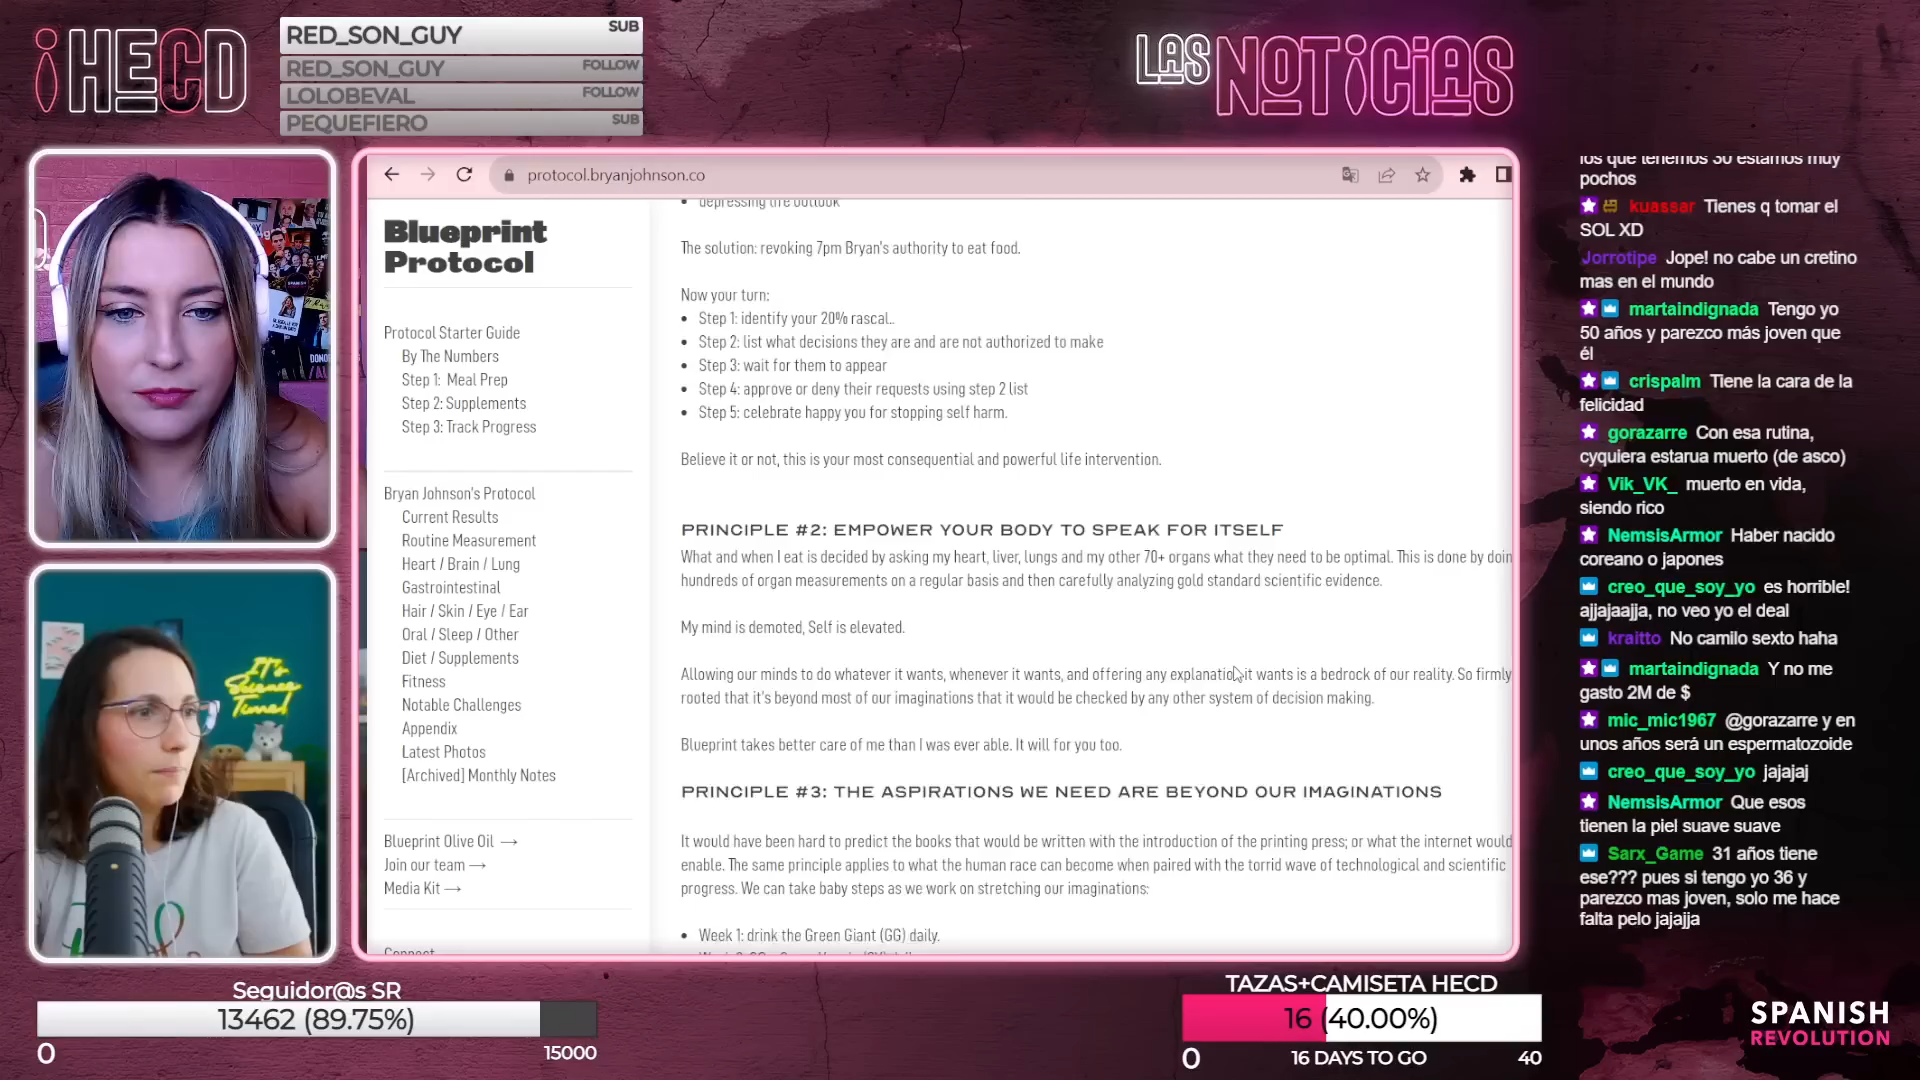 ¡HECD
RED_SON_GUY SUB
RED_SON_GUY FOLLOW
LOLOBEVAL FOLLOW
PEQUEFIERO SUB
LAS NOTICIAS
protocol.bryanjohnson.co
Blueprint
Protocol
Protocol Starter Guide
By The Numbers
Step 1: Meal Prep
Step 2: Supplements
Step 3: Track Progress
Bryan Johnson's Protocol
Current Results
Routine Measurement
Heart / Brain / Lung
Gastrointestinal
Hair / Skin / Eye / Ear
Oral / Sleep / Other
Diet / Supplements
Fitness
Notable Challenges
Appendix
Latest Photos
[Archived] Monthly Notes
Blueprint Olive Oil →
Join our team →
Media Kit →
Connect
• depressing life outlook
The solution: revoking 7pm Bryan's authority to eat food.
Now your turn:
• Step 1: identify your 20% rascal..
• Step 2: list what decisions they are and are not authorized to make
• Step 3: wait for them to appear
• Step 4: approve or deny their requests using step 2 list
• Step 5: celebrate happy you for stopping self harm.
Believe it or not, this is your most consequential and powerful life intervention.
PRINCIPLE #2: EMPOWER YOUR BODY TO SPEAK FOR ITSELF
What and when I eat is decided by asking my heart, liver, lungs and my other 70+ organs what they need to be optimal. This is done by doin
hundreds of organ measurements on a regular basis and then carefully analyzing gold standard scientific evidence.
My mind is demoted, Self is elevated.
Allowing our minds to do whatever it wants, whenever it wants, and offering any explanation it wants is a bedrock of our reality. So firmly
rooted that it's beyond most of our imaginations that it would be checked by any other system of decision making.
Blueprint takes better care of me than I was ever able. It will for you too.
PRINCIPLE #3: THE ASPIRATIONS WE NEED ARE BEYOND OUR IMAGINATIONS
It would have been hard to predict the books that would be written with the introduction of the printing press; or what the internet would
enable. The same principle applies to what the human race can become when paired with the torrid wave of technological and scientific
progress. We can take baby steps as we work on stretching our imaginations:
• Week 1: drink the Green Giant (GG) daily.
los que tenemos 30 estamos muy
pochos
kuassar Tienes q tomar el
SOL XD
Jorrotipe Jope! no cabe un cretino
mas en el mundo
martaindignada Tengo yo
50 años y parezco más joven que
él
crispalm Tiene la cara de la
felicidad
gorazarre Con esa rutina,
cyquiera estarua muerto (de asco)
Vik_VK_ muerto en vida,
siendo rico
NemsisArmor Haber nacido
coreano o japones
creo_que_soy_yo es horrible!
ajjajaajja, no veo yo el deal
kraitto No camilo sexto haha
martaindignada Y no me
gasto 2M de $
mic_mic1967 @gorazarre y en
unos años será un espermatozoide
creo_que_soy_yo jajajaj
NemsisArmor Que esos
tienen la piel suave suave
Sarx_Game 31 años tiene
ese??? pues si tengo yo 36 y
parezco mas joven, solo me hace
falta pelo jajajja
It's
Science
Time!
Seguidor@s SR
13462 (89.75%)
0 15000
TAZAS+CAMISETA HECD
16 (40.00%)
0 16 DAYS TO GO 40
SPANISH
REVOLUTION